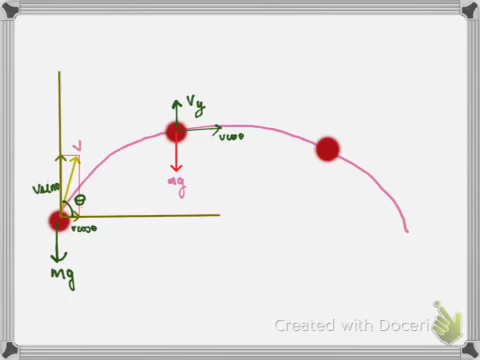 Vy
vcosθ
V
mg
Vsinθ
θ
vcosθ
Mg
Created with Doceri